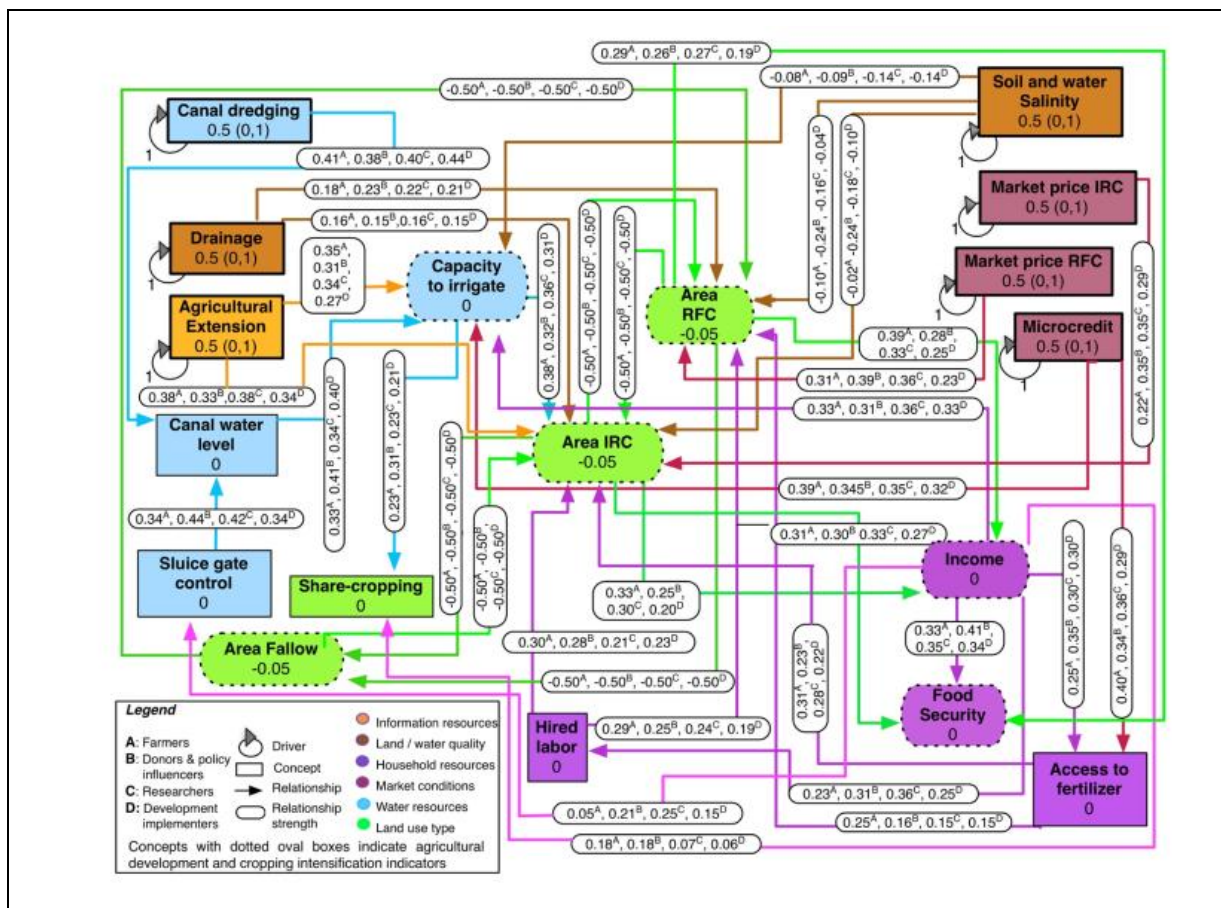 0.29A, 0.26B, 0.27C, 0.19D
-0.08A, -0.09B, -0.14C, -0.14D
-0.50A, -0.50B, -0.50C, -0.50D
Canal dredging
0.5 (0,1)
1
Soil and water
Salinity
0.5 (0,1)
1
0.41A, 0.38B, 0.40C, 0.44D
0.18A, 0.23B, 0.22C, 0.21D
0.16A, 0.15B,0.16C, 0.15D
Market price IRC
0.5 (0,1)
1
Drainage
0.5 (0,1)
1
0.35A,
0.31B
0.34C,
0.27D
Capacity
to irrigate
0
0.38A, 0.32B, 0.36C, 0.31D
-0.50A, -0.50B, -0.50C, -0.50D
-0.50A, -0.50B, -0.50C, -0.50D
Area
RFC
-0.05
-0.10A, -0.24B, -0.16C, -0.04D
-0.02A, -0.24B, -0.18C, -0.10D
Market price RFC
0.5 (0,1)
1
Agricultural
Extension
0.5 (0,1)
1
Microcredit
0.5 (0,1)
1
0.22A, 0.35B, 0.35C, 0.29D
0.39A, 0.28B,
0.33C, 0.25D
0.31A, 0.39B, 0.36C, 0.23D
0.38A, 0.33B,0.38C, 0.34D
0.33A, 0.31B, 0.36C, 0.33D
Canal water
level
0
0.33A, 0.41B, 0.34C, 0.40D
0.23A, 0.31B, 0.23C, 0.21D
-0.50A, -0.50B, -0.50C, -0.50D
-0.50A, -0.50B,
-0.50C, -0.50D
Area IRC
-0.05
0.39A, 0.345B, 0.35C, 0.32D
0.34A, 0.44B, 0.42C, 0.34D
0.31A, 0.30B 0.33C, 0.27D
Sluice gate
control
0
Share-cropping
0
0.33A, 0.25B,
0.30C, 0.20D
Income
0
0.25A, 0.35B, 0.30C, 0.30D
0.40A, 0.34B, 0.36C, 0.29D
0.30A, 0.28B, 0.21C, 0.23D
0.31A, 0.23B
0.28C, 0.22D
0.33A, 0.41B,
0.35C, 0.34D
Area Fallow
-0.05
-0.50A, -0.50B, -0.50C, -0.50D
Food
Security
0
Hired
labor
0
0.29A, 0.25B, 0.24C, 0.19D
Access to
fertilizer
0
0.23A, 0.31B, 0.36C, 0.25D
0.05A, 0.21B, 0.25C, 0.15D
0.25A, 0.16B, 0.15C, 0.15D
0.18A, 0.18B, 0.07C, 0.06D
Legend
A: Farmers
B: Donors & policy
influencers
C: Researchers
D: Development
implementers
Driver
Concept
Relationship
Relationship
strength
Information resources
Land / water quality
Household resources
Market conditions
Water resources
Land use type
Concepts with dotted oval boxes indicate agricultural
development and cropping intensification indicators